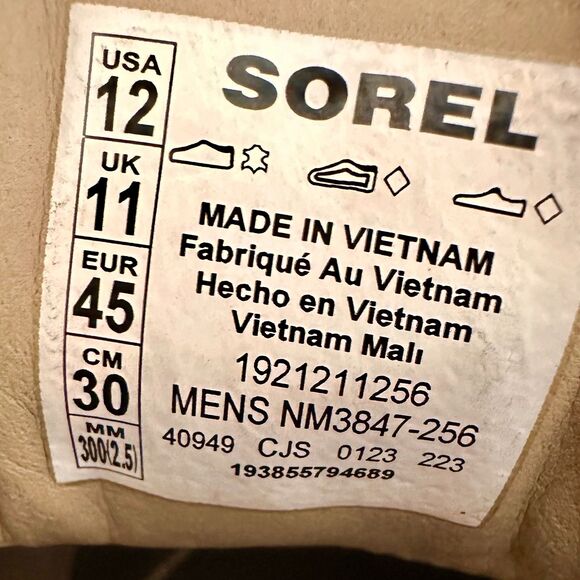 USA
12
UK
11
EUR
45
CM
30
MM
300(2.5)
SOREL
MADE IN VIETNAM
Fabriqué Au Vietnam
Hecho en Vietnam
Vietnam Malı
1921211256
MENS NM3847-256
40949 CJS 0123 223
193855794689